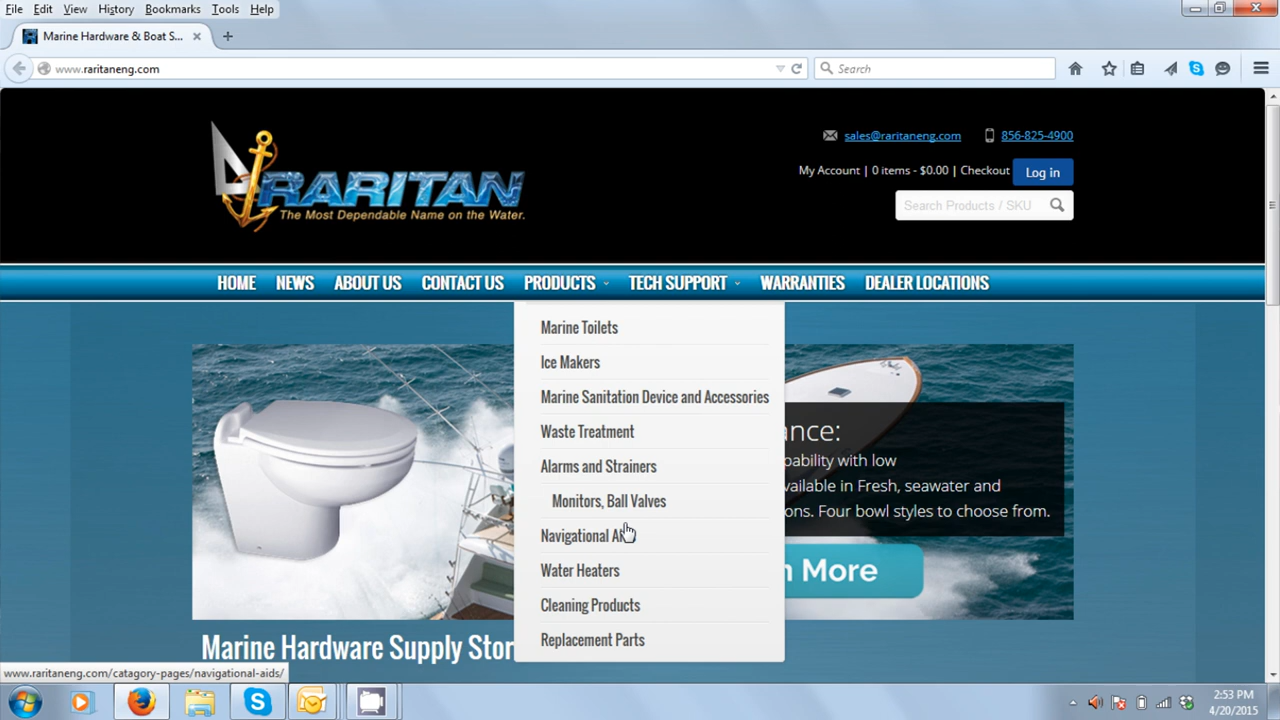 File Edit View History Bookmarks Tools Help
Marine Hardware & Boat S...
www.raritaneng.com
Search
sales@raritaneng.com 856-825-4900
My Account | 0 items - $0.00 | Checkout Log in
RARITAN
The Most Dependable Name on the Water.
Search Products / SKU
HOME NEWS ABOUT US CONTACT US PRODUCTS TECH SUPPORT WARRANTIES DEALER LOCATIONS
Marine Toilets
Ice Makers
Marine Sanitation Device and Accessories
Waste Treatment
Alarms and Strainers
Monitors, Ball Valves
Navigational
Water Heaters
Cleaning Products
Replacement Parts
ance:
pability with low
vailable in Fresh, seawater and
ons. Four bowl styles to choose from.
n More
Marine Hardware Supply Stor
www.raritaneng.com/catagory-pages/navigational-aids/
2:53 PM
4/20/2015